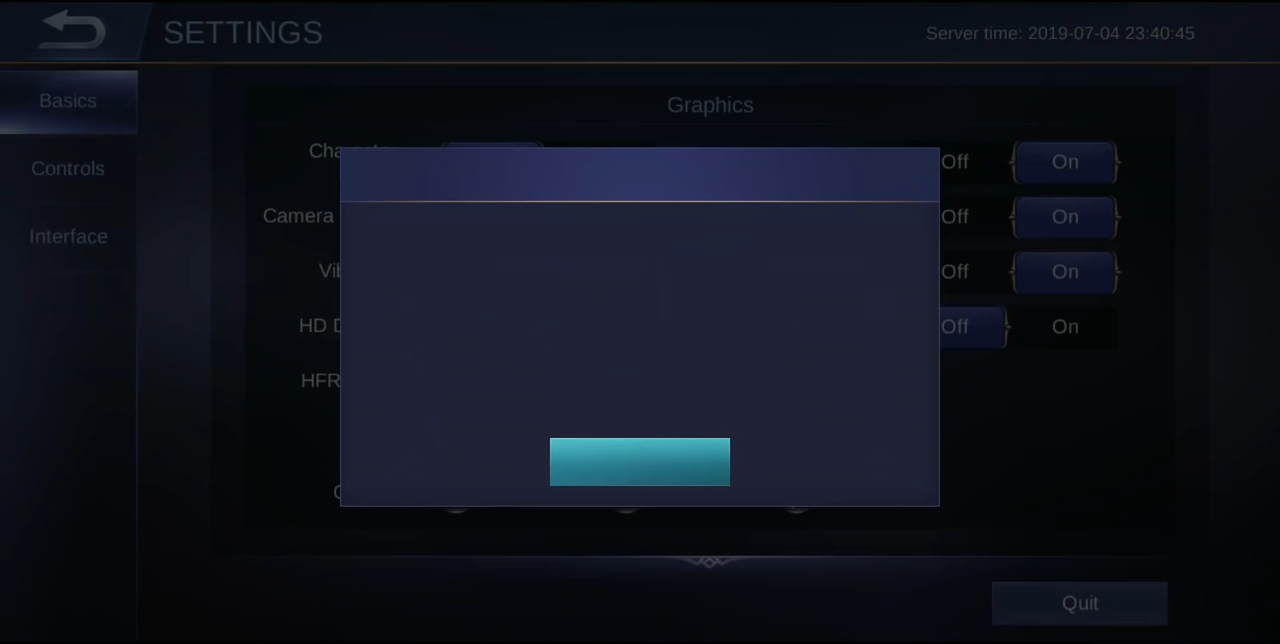 SETTINGS
Server time: 2019-07-04 23:40:45
Basics
Controls
Interface
Graphics
Off On
Camera
Off On
Off On
HD
Off On
HFR
Quit